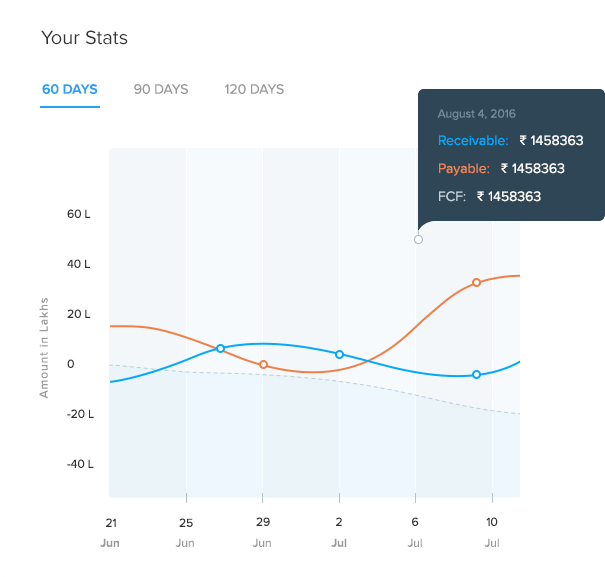 Your Stats
60 DAYS 90 DAYS 120 DAYS
August 4, 2016
Receivable: ₹ 1458363
Payable: ₹ 1458363
FCF: ₹ 1458363
60 L
40 L
20 L
0
-20 L
-40 L
Amount in Lakhs
21 25 29 2 6 10
Jun Jun Jun Jul Jul Jul